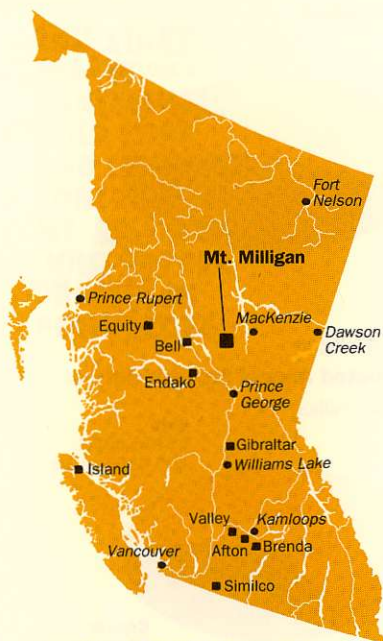 Fort
Nelson
Mt. Milligan
Prince Rupert
MacKenzie
Equity
Dawson
Creek
Bell
Endako
Prince
George
Gibraltar
Williams Lake
Island
Valley
Kamloops
Afton
Brenda
Vancouver
Similco